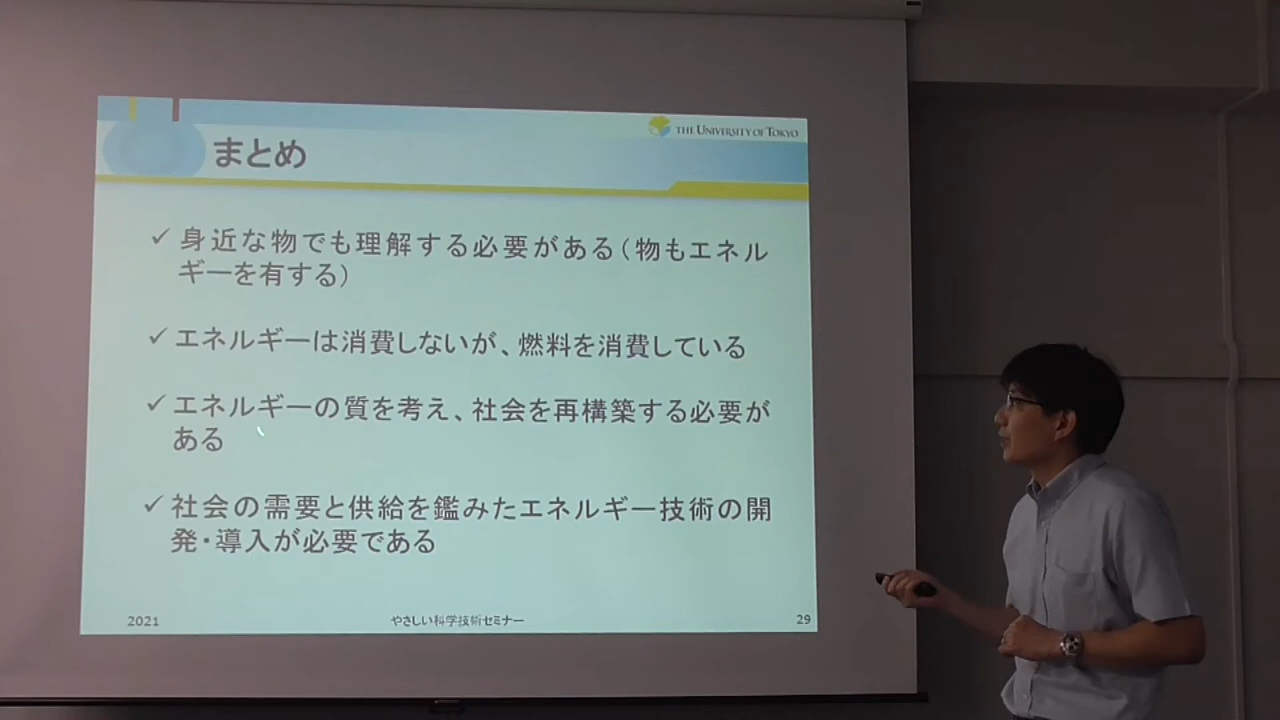 THE UNIVERSITY OF TOKYO
まとめ
✓ 身近な物でも理解する必要がある(物もエネル
ギーを有する)
✓ エネルギーは消費しないが、燃料を消費している
✓ エネルギーの質を考え、社会を再構築する必要が
ある
✓ 社会の需要と供給を鑑みたエネルギー技術の開
発・導入が必要である
2021
やさしい科学技術セミナー
29